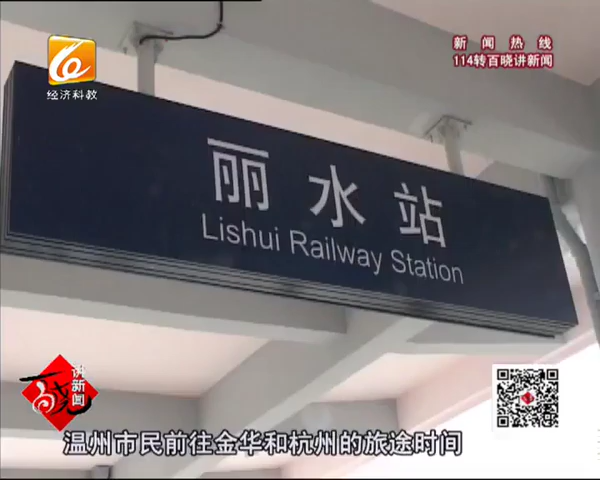 经济科教
新闻热线
114转百晓讲新闻
丽水站
Lishui Railway Station
百晓
讲新闻
温州市民前往金华和杭州的旅途时间